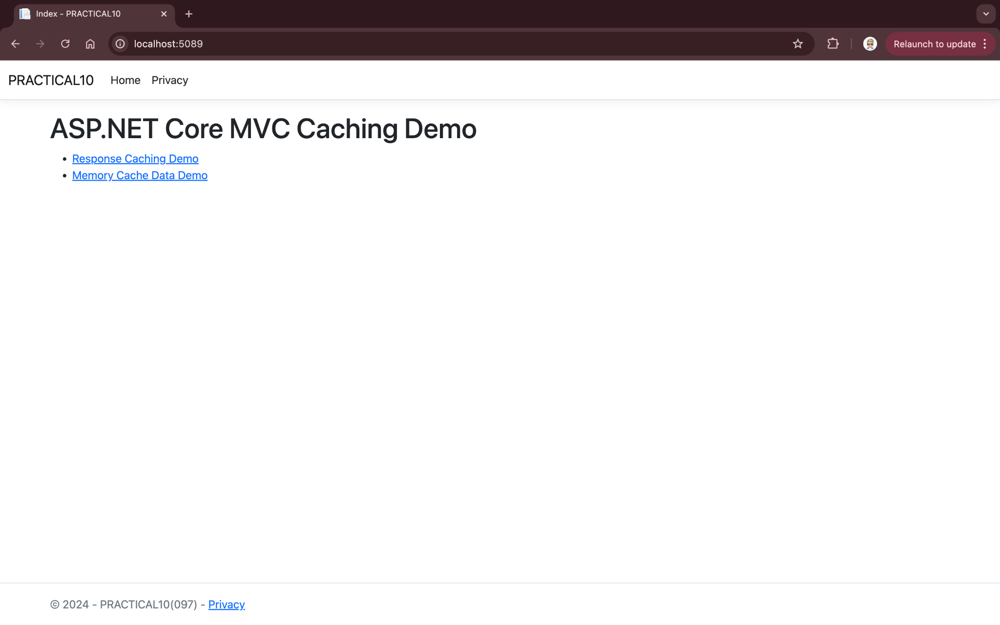 Index - PRACTICAL10
localhost:5089
Relaunch to update
PRACTICAL10 Home Privacy
ASP.NET Core MVC Caching Demo
• Response Caching Demo
• Memory Cache Data Demo
© 2024 - PRACTICAL10(097) - Privacy